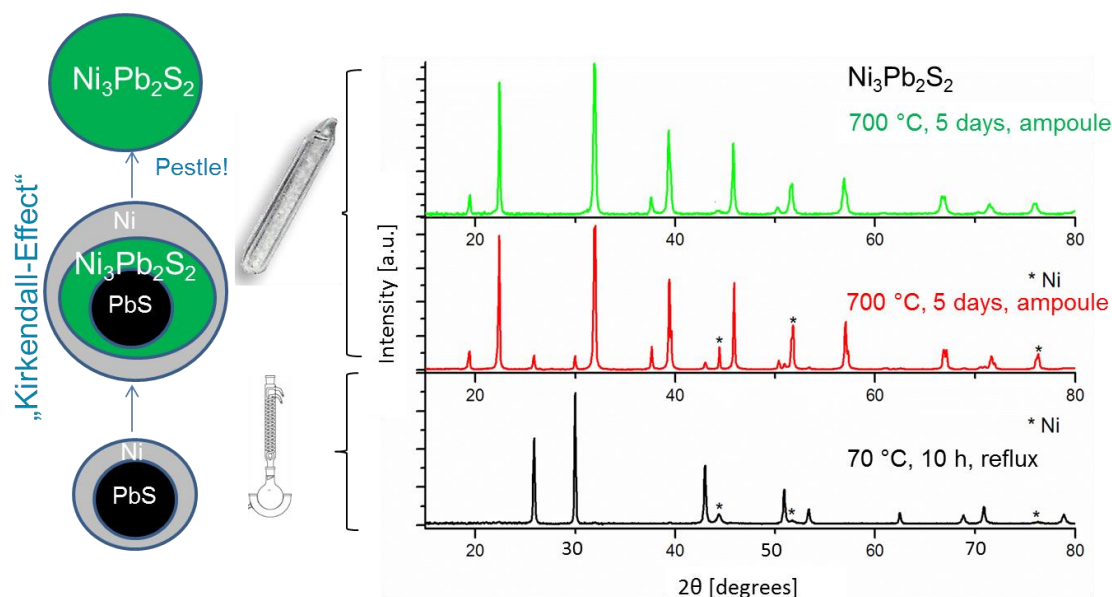 Ni₃Pb₂S₂
Pestle!
„Kirkendall-Effect“
Ni
Ni₃Pb₂S₂
PbS
Ni
PbS
Intensity [a.u.]
Ni₃Pb₂S₂
700 °C, 5 days, ampoule
20 30 40 50 60 80
* Ni
700 °C, 5 days, ampoule
* * *
20 40 60 80
* Ni
70 °C, 10 h, reflux
* * *
20 30 40 50 60 70 80
2θ [degrees]